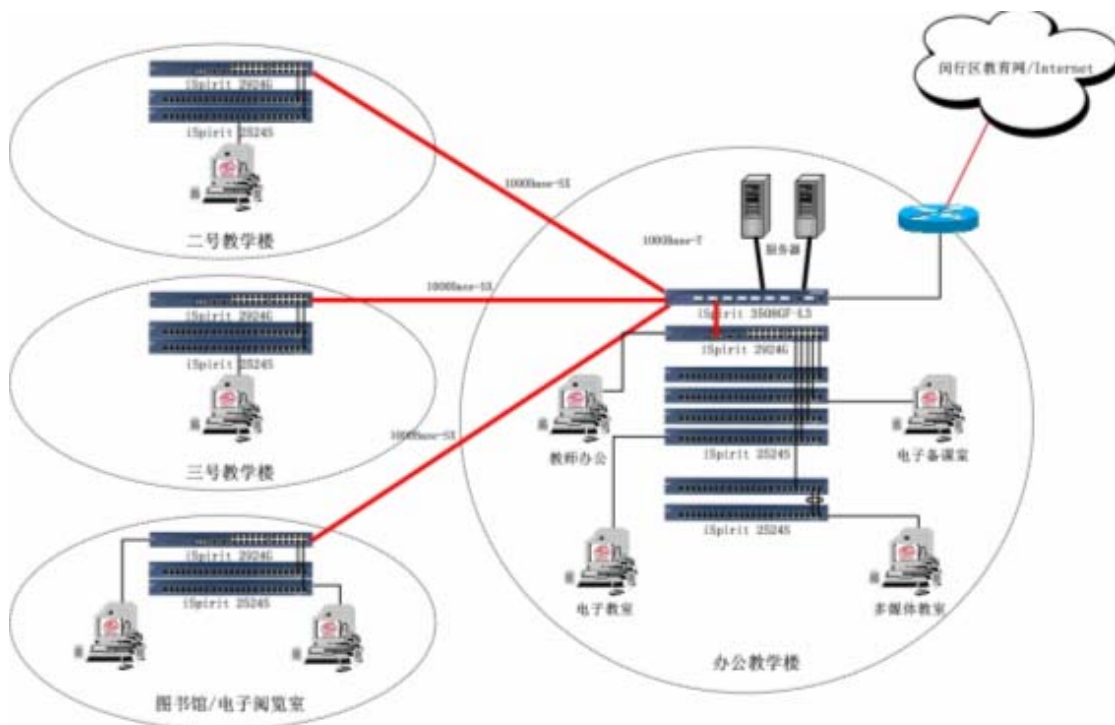 iSpirit 2924G
iSpirit 2524S
二号教学楼
1000Base-SX
iSpirit 2924G
iSpirit 2524S
三号教学楼
1000Base-SX
iSpirit 2924G
iSpirit 2524S
图书馆/电子阅览室
1000Base-SX
闵行区教育网/Internet
1000Base-T
服务器
iSpirit 3508GF-L3
iSpirit 2924G
教师办公
电子备课室
iSpirit 2524S
iSpirit 2524S
电子教室
多媒体教室
办公教学楼